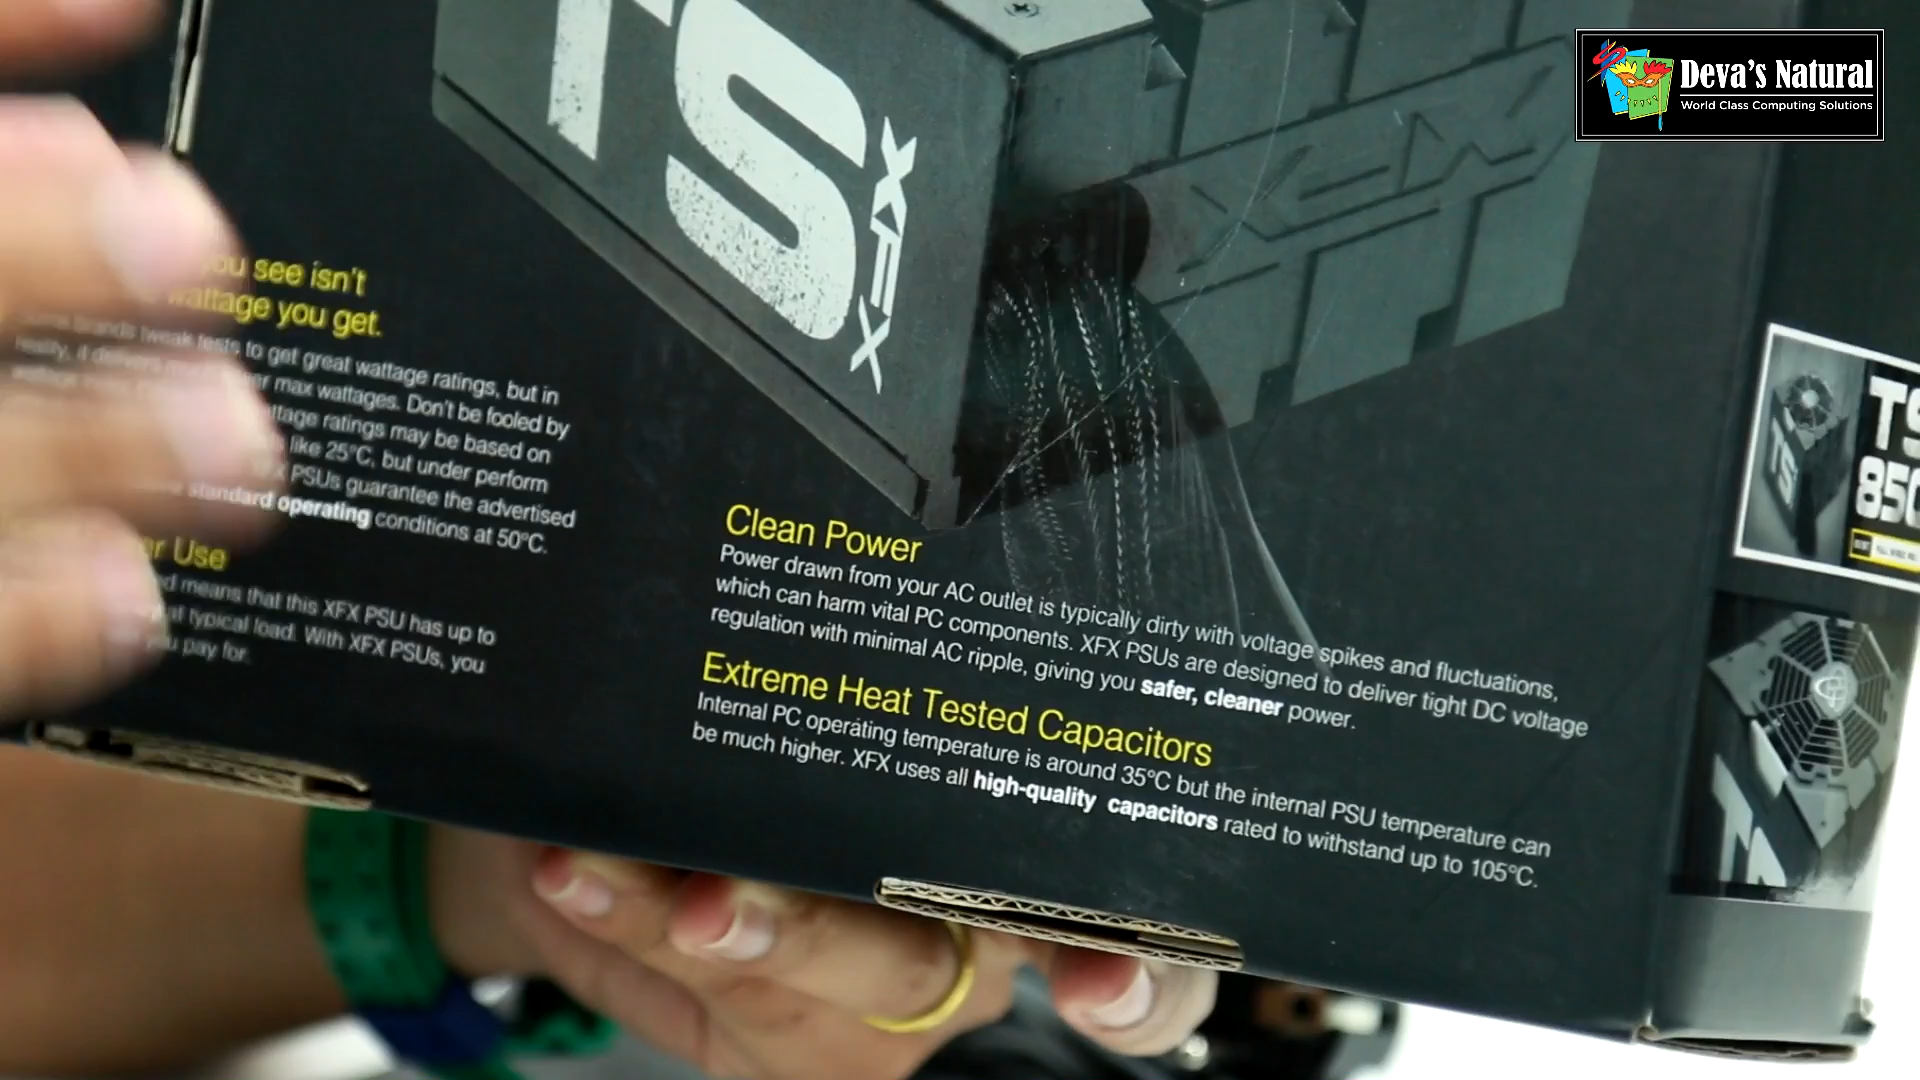 Deva's Natural
World Class Computing Solutions
TS
XFX
XFX
you see isn't
wattage you get.
brands tweak tests to get great wattage ratings, but in
max wattages. Don't be fooled by
ratings may be based on
like 25°C, but under perform
PSUs guarantee the advertised
standard operating conditions at 50°C.
Use
means that this XFX PSU has up to
at typical load. With XFX PSUs, you
pay for.
Clean Power
Power drawn from your AC outlet is typically dirty with voltage spikes and fluctuations,
which can harm vital PC components. XFX PSUs are designed to deliver tight DC voltage
regulation with minimal AC ripple, giving you safer, cleaner power.
Extreme Heat Tested Capacitors
Internal PC operating temperature is around 35°C but the internal PSU temperature can
be much higher. XFX uses all high-quality capacitors rated to withstand up to 105°C.
TS
TS
850
TS